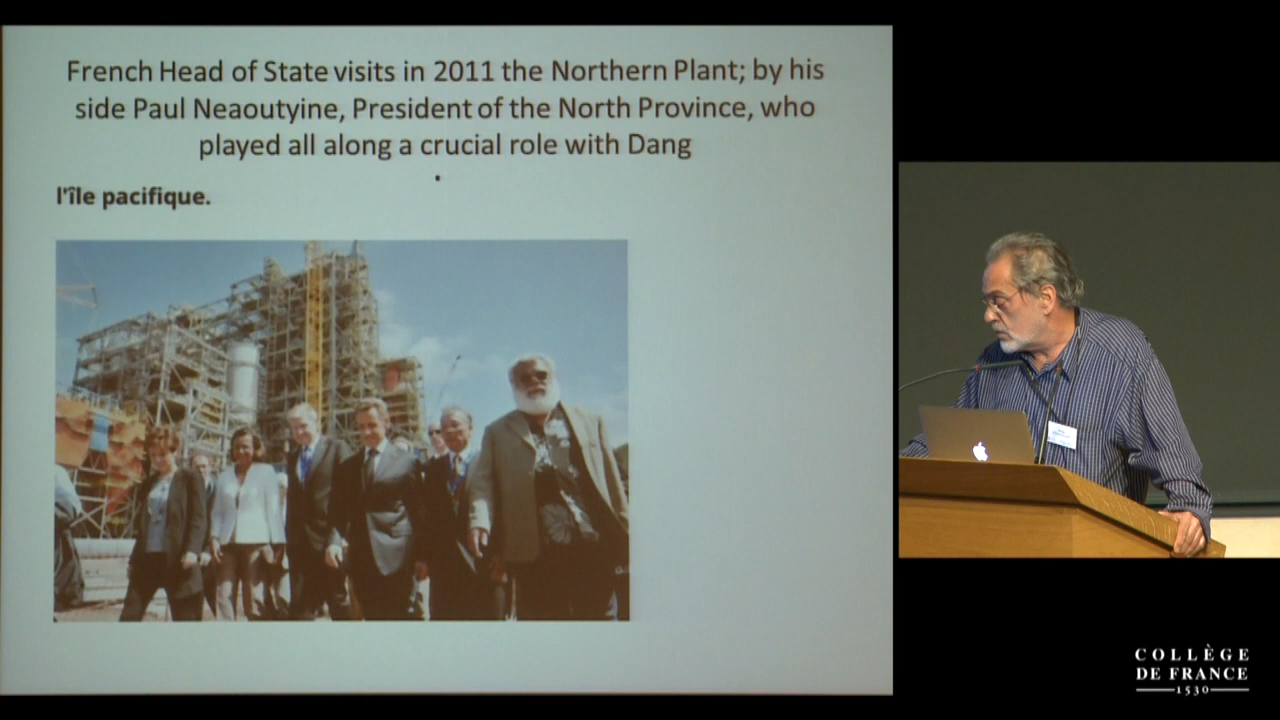 French Head of State visits in 2011 the Northern Plant; by his
side Paul Neaoutyine, President of the North Province, who
played all along a crucial role with Dang
l'île pacifique.
COLLÈGE
DE FRANCE
1530